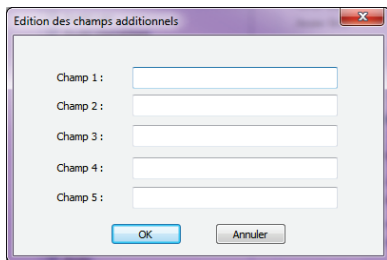 Edition des champs additionnels
Champ 1 :
Champ 2 :
Champ 3 :
Champ 4 :
Champ 5 :
OK Annuler